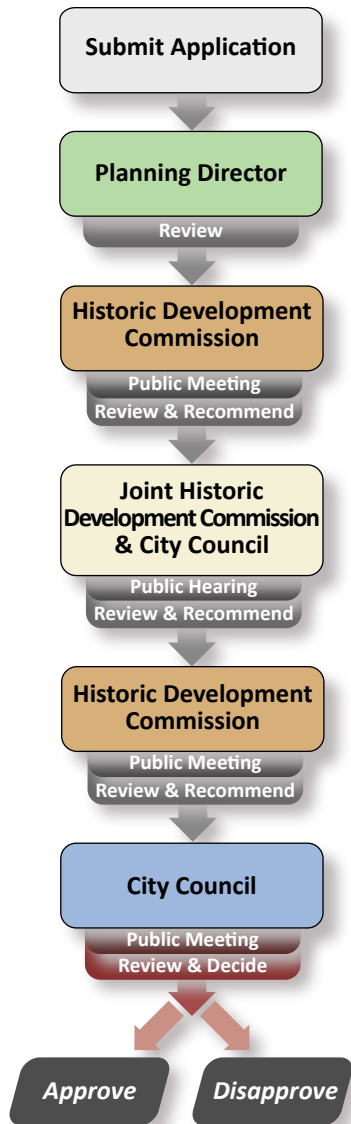 Submit Application
Planning Director
Review
Historic Development
Commission
Public Meeting
Review & Recommend
Joint Historic
Development Commission
& City Council
Public Hearing
Review & Recommend
Historic Development
Commission
Public Meeting
Review & Recommend
City Council
Public Meeting
Review & Decide
Approve
Disapprove